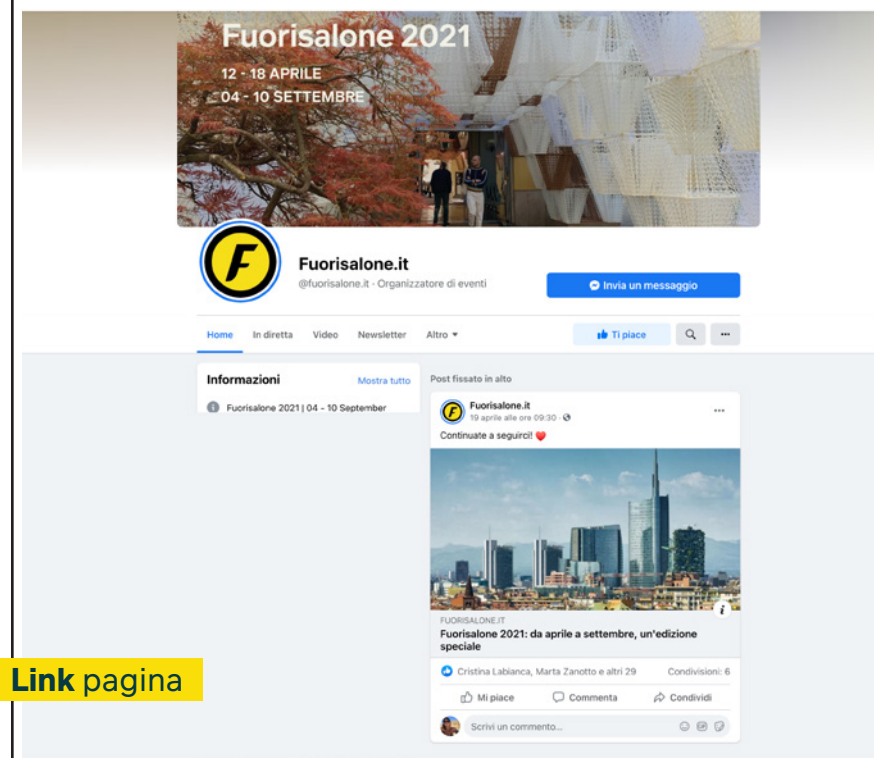 Fuorisalone 2021
12 - 18 APRILE
04 - 10 SETTEMBRE
F
Fuorisalone.it
@fuorisalone.it · Organizzatore di eventi
Invia un messaggio
Home In diretta Video Newsletter Altro
Ti piace
Informazioni
Mostra tutto
Fuorisalone 2021 | 04 - 10 September
Post fissato in alto
F
Fuorisalone.it
19 aprile alle ore 09:30 ·
Continuate a seguirci! ❤️
i
FUORISALONE.IT
Fuorisalone 2021: da aprile a settembre, un'edizione
speciale
Cristina Labianca, Marta Zanotto e altri 29
Condivisioni: 6
Mi piace Commenta Condividi
Scrivi un commento...
GIF
Link pagina